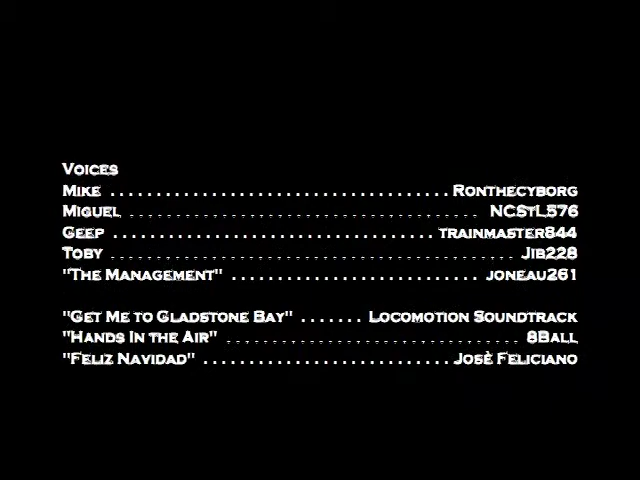 Voices
Mike ..................................... Ronthecyborg
Miguel ...................................... NCStL576
Geep ................................... trainmaster844
Toby ............................................ Jib228
"The Management" ........................... joneau261
"Get Me to Gladstone Bay" ....... Locomotion Soundtrack
"Hands In the Air" ................................ 8Ball
"Feliz Navidad" ........................... Josè Feliciano